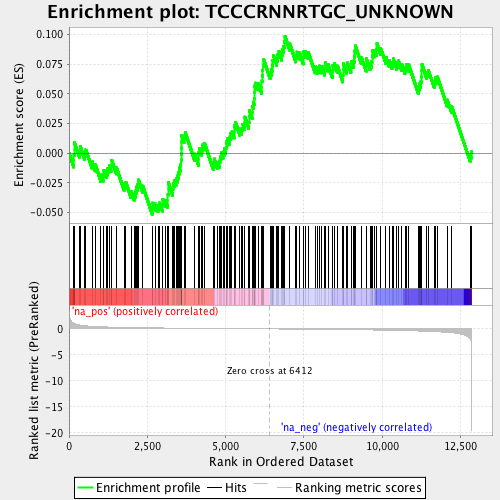 Enrichment plot: TCCCRNNRTGC_UNKNOWN
Enrichment score (ES)
0.100
0.075
0.050
0.025
0.000
-0.025
-0.050
'na_pos' (positively correlated)
Ranked list metric (PreRanked)
0
-5
-10
-15
-20
Zero cross at 6412
'na_neg' (negatively correlated)
0
2,500
5,000
7,500
10,000
12,500
Rank in Ordered Dataset
Enrichment profile
Hits
Ranking metric scores